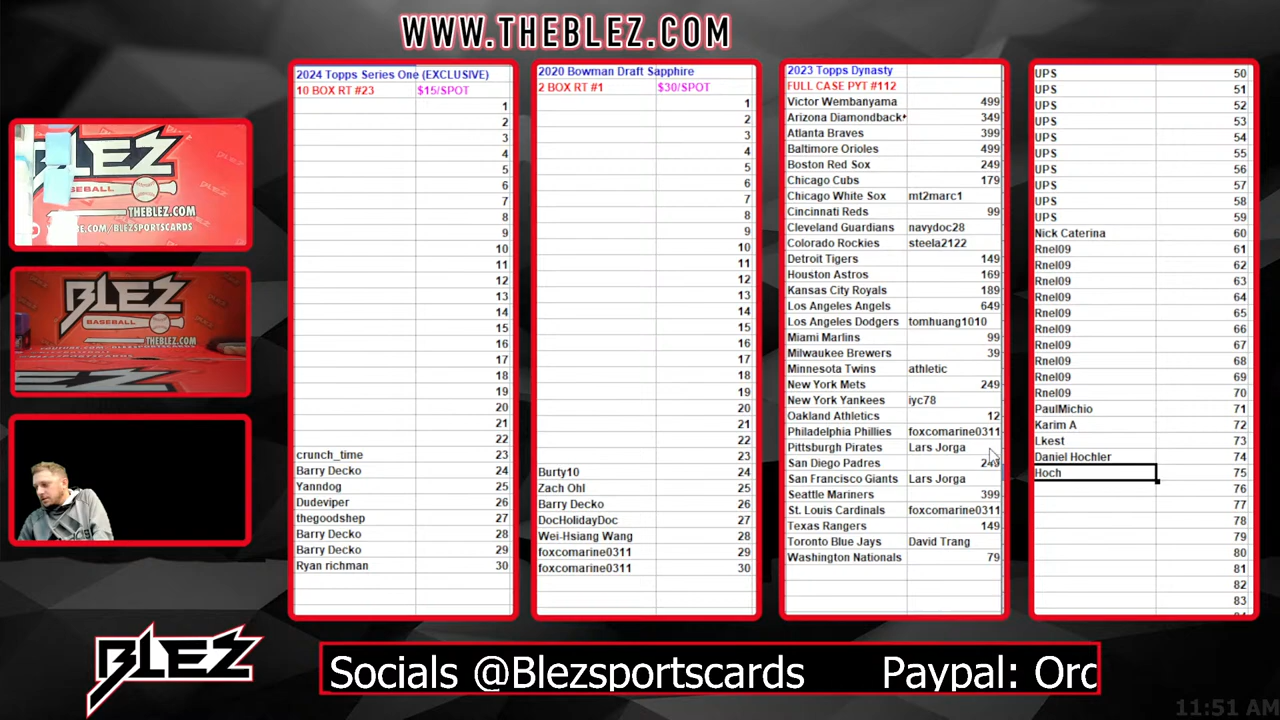 WWW.THEBLEZ.COM
BLEZ
BASEBALL
THEBLEZ.COM
BLEZ
BASEBALL
THEBLEZ.COM
2024 Topps Series One (EXCLUSIVE)
10 BOX RT #23 $15/SPOT
1
2
3
4
5
6
7
8
9
10
11
12
13
14
15
16
17
18
19
20
21
22
crunch_time 23
Barry Decko 24
Yanndog 25
Dudeviper 26
thegoodshep 27
Barry Decko 28
Barry Decko 29
Ryan richman 30
2020 Bowman Draft Sapphire
2 BOX RT #1 $30/SPOT
1
2
3
4
5
6
7
8
9
10
11
12
13
14
15
16
17
18
19
20
21
22
23
Burty10 24
Zach Ohl 25
Barry Decko 26
DocHolidayDoc 27
Wei-Hsiang Wang 28
foxcomarine0311 29
foxcomarine0311 30
2023 Topps Dynasty
FULL CASE PYT #112
Victor Wembanyama 499
Arizona Diamondback 349
Atlanta Braves 399
Baltimore Orioles 499
Boston Red Sox 249
Chicago Cubs 179
Chicago White Sox mt2marc1
Cincinnati Reds 99
Cleveland Guardians navydoc28
Colorado Rockies steela2122
Detroit Tigers 149
Houston Astros 169
Kansas City Royals 189
Los Angeles Angels 649
Los Angeles Dodgers tomhuang1010
Miami Marlins 99
Milwaukee Brewers 39
Minnesota Twins athletic
New York Mets 249
New York Yankees iyc78
Oakland Athletics 12
Philadelphia Phillies foxcomarine0311
Pittsburgh Pirates Lars Jorga
San Diego Padres 249
San Francisco Giants Lars Jorga
Seattle Mariners 399
St. Louis Cardinals foxcomarine0311
Texas Rangers 149
Toronto Blue Jays David Trang
Washington Nationals 79
UPS 50
UPS 51
UPS 52
UPS 53
UPS 54
UPS 55
UPS 56
UPS 57
UPS 58
UPS 59
Nick Caterina 60
Rnel09 61
Rnel09 62
Rnel09 63
Rnel09 64
Rnel09 65
Rnel09 66
Rnel09 67
Rnel09 68
Rnel09 69
Rnel09 70
PaulMichio 71
Karim A 72
Lkest 73
Daniel Hochler 74
Hoch 75
76
77
78
79
80
81
82
83
BLEZ
Socials @Blezsportscards Paypal: Orc
11:51 AM